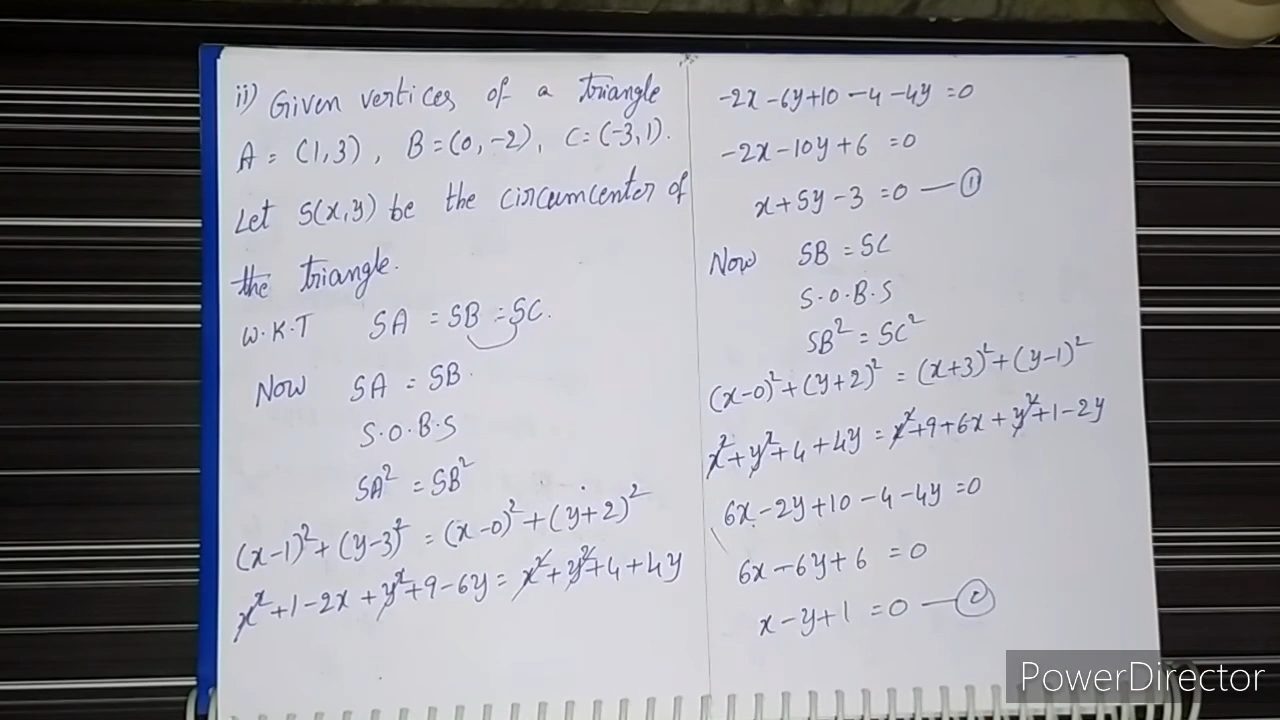 ii) Given vertices of a triangle
A = (1,3), B = (0,-2), C = (-3,1).
Let S(x,y) be the circumcenter of
the triangle.
W.K.T SA = SB = SC.
Now SA = SB.
S.O.B.S
SA² = SB²
(x-1)² + (y-3)² = (x-0)² + (y+2)²
x² + 1 - 2x + y² + 9 - 6y = x² + y² + 4 + 4y
-2x - 6y + 10 - 4 - 4y = 0
-2x - 10y + 6 = 0
x + 5y - 3 = 0 — ①
Now SB = SC
S.O.B.S
SB² = SC²
(x-0)² + (y+2)² = (x+3)² + (y-1)²
x² + y² + 4 + 4y = x² + 9 + 6x + y² + 1 - 2y
6x - 2y + 10 - 4 - 4y = 0
6x - 6y + 6 = 0
x - y + 1 = 0 — ②
PowerDirector